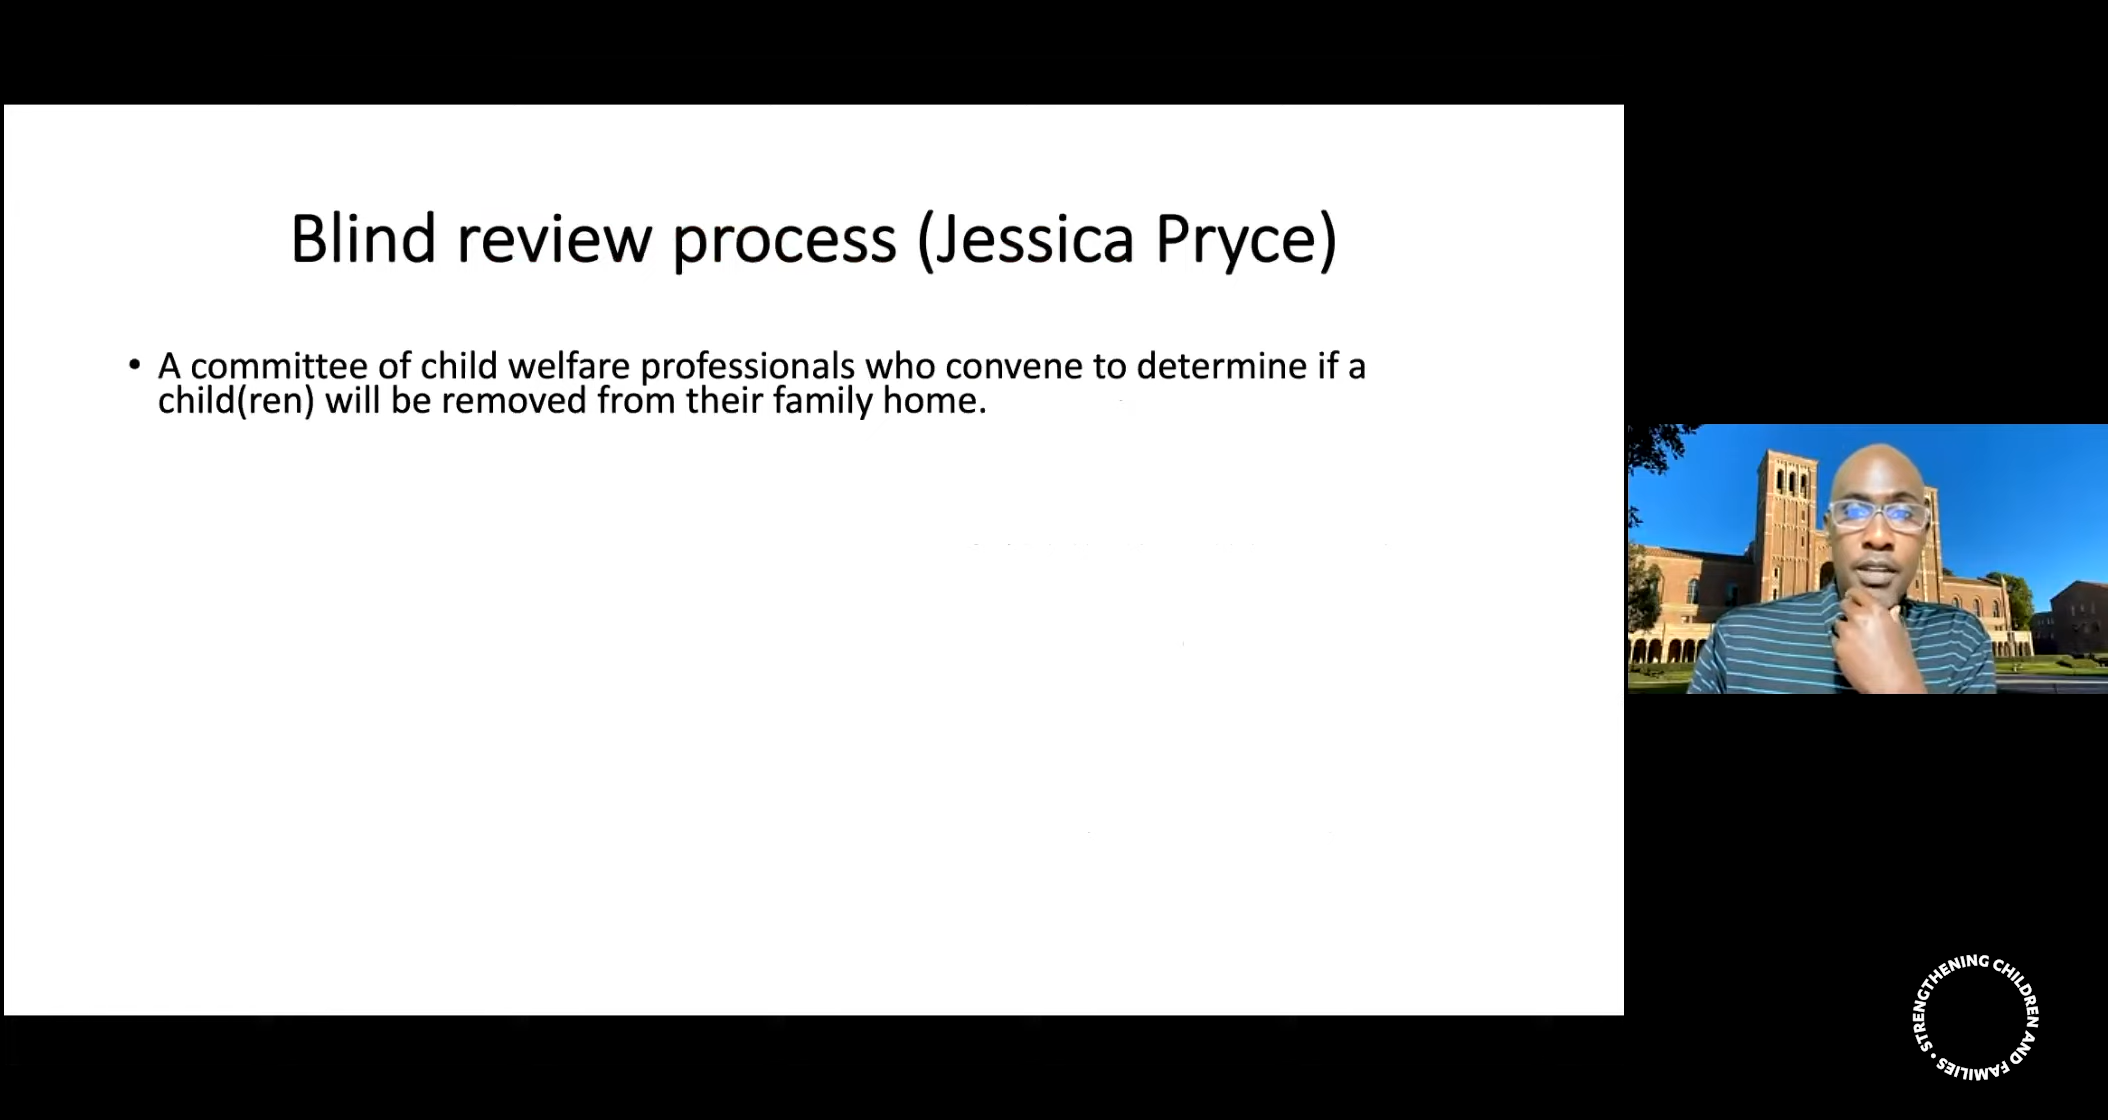 Blind review process (Jessica Pryce)
• A committee of child welfare professionals who convene to determine if a
child(ren) will be removed from their family home.
STRENGTHENING CHILDREN AND FAMILIES •